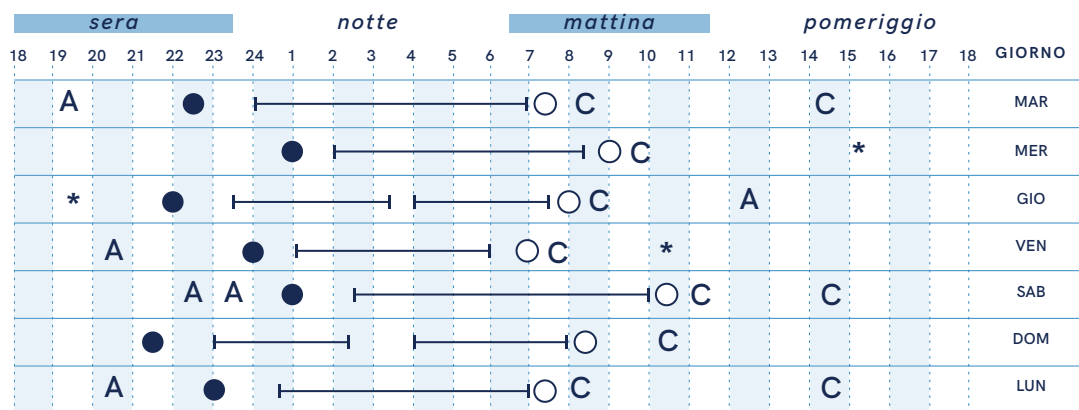 sera notte mattina pomeriggio
18 19 20 21 22 23 24 1 2 3 4 5 6 7 8 9 10 11 12 13 14 15 16 17 18 GIORNO
A C C MAR
C * MER
* C A GIO
A C * VEN
A A C C SAB
C DOM
A C C LUN